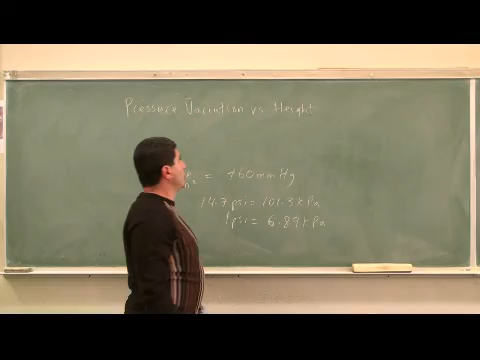 Pressure Variation vs Height
= 760 mm Hg
14.7 psi = 101.3 kPa
1 psi = 6.89 kPa